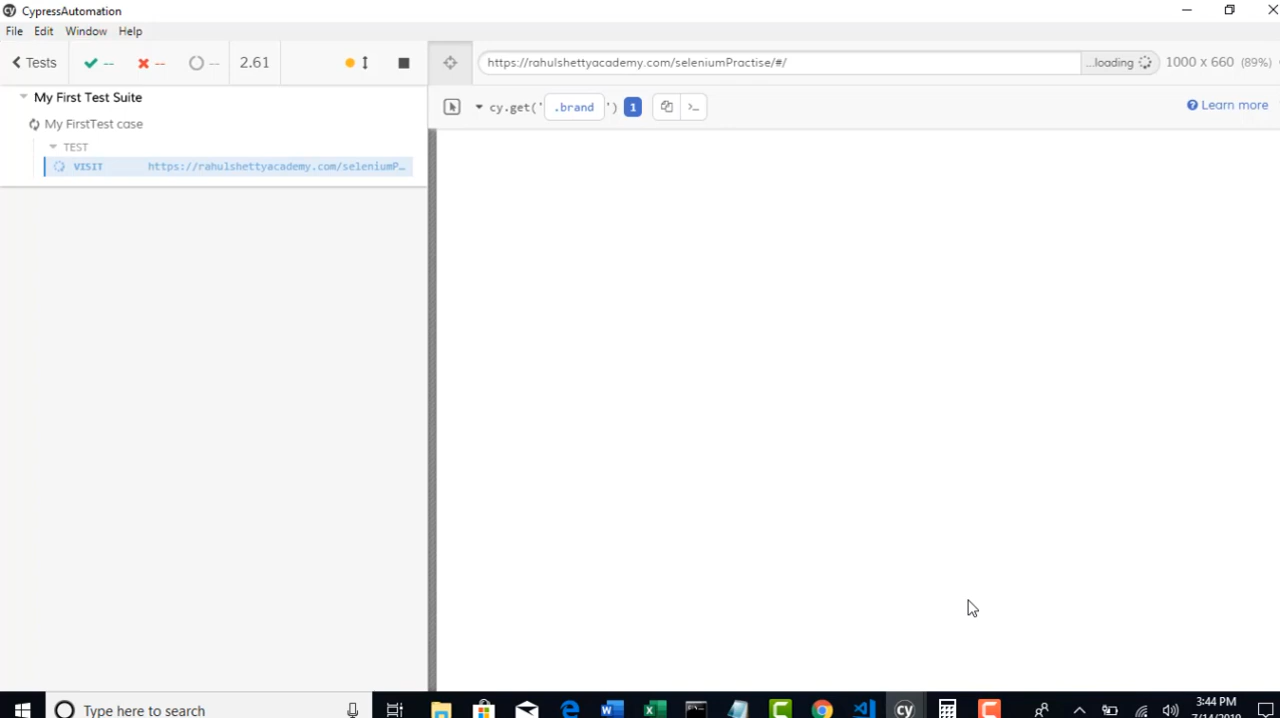 CypressAutomation
File Edit Window Help
Tests -- -- -- 2.61 https://rahulshettyacademy.com/seleniumPractise/#/ ...loading 1000 x 660 (89%)
My First Test Suite cy.get(' .brand ') 1 >_ Learn more
My FirstTest case
TEST
VISIT https://rahulshettyacademy.com/seleniumP…
Type here to search 3:44 PM